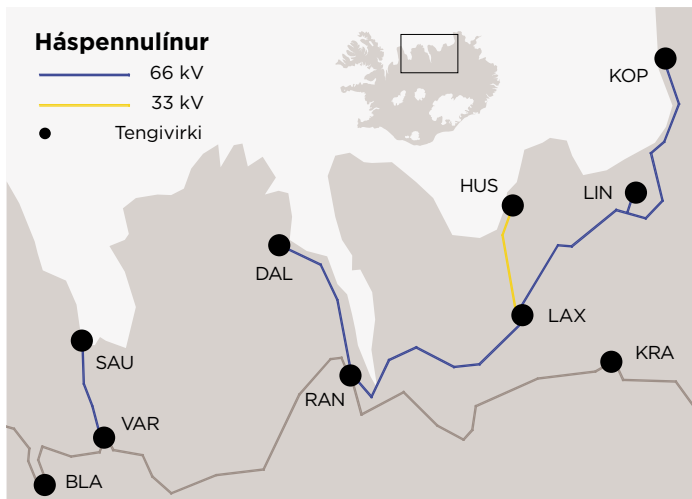 Háspennulínur
66 kV
33 kV
Tengivirki
KOP
HUS
LIN
DAL
LAX
SAU
KRA
RAN
VAR
BLA